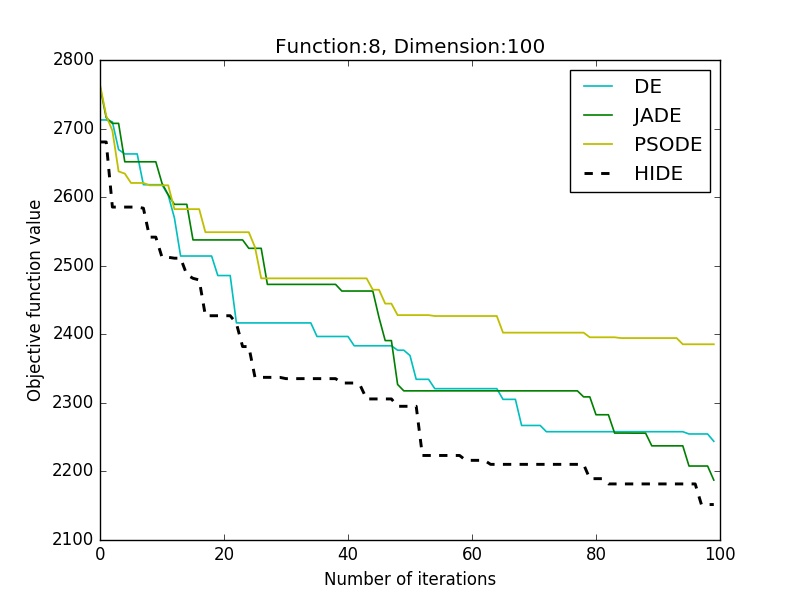 Function:8, Dimension:100
2800
2700
2600
2500
2400
2300
2200
2100
Objective function value
DE
JADE
PSODE
HIDE
0 20 40 60 80 100
Number of iterations